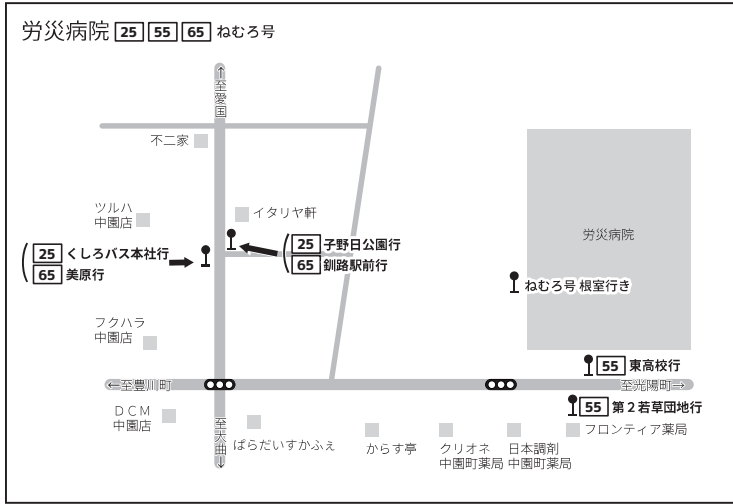 労災病院 25 55 65 ねむろ号
↑至愛国
不二家
ツルハ
中園店
イタリヤ軒
25 くしろバス本社行
65 美原行
25 子野日公園行
65 釧路駅前行
労災病院
ねむろ号 根室行き
フクハラ
中園店
55 東高校行
←至豊川町
至光陽町→
55 第２若草団地行
ＤＣＭ
中園店
至大曲↓
ぱらだいすかふぇ
からす亭
クリオネ
中園町薬局
日本調剤
中園町薬局
フロンティア薬局